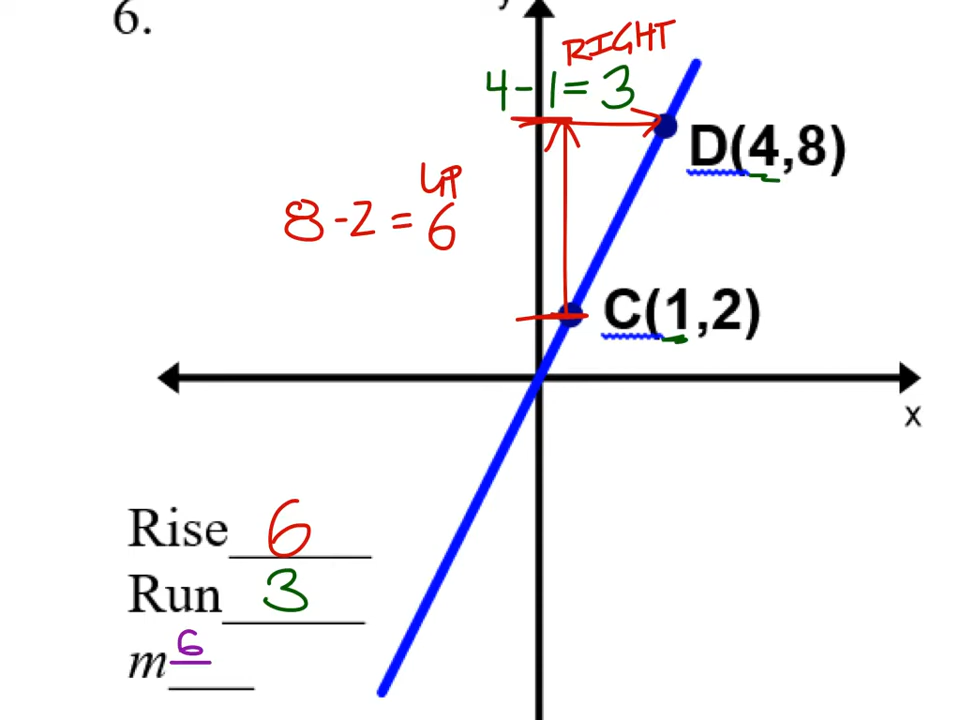 6.
y
RIGHT
4-1=3
D(4,8)
UP
8-2=6
C(1,2)
x
Rise 6
Run 3
m 6